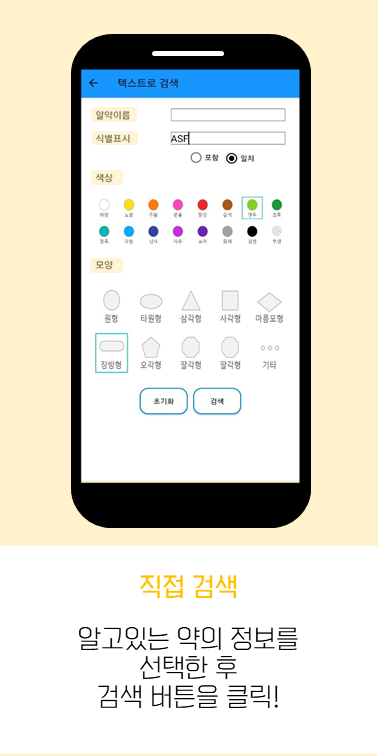 텍스트로 검색
알약이름
식별표시 ASF
포함 일치
색상
하양 노랑 주황 분홍 빨강 갈색 연두 초록
청록 파랑 남색 자주 보라 회색 검정 투명
모양
원형 타원형 삼각형 사각형 마름모형
장방형 오각형 팔각형 팔각형 기타
초기화 검색
직접 검색
알고있는 약의 정보를
선택한 후
검색 버튼을 클릭!